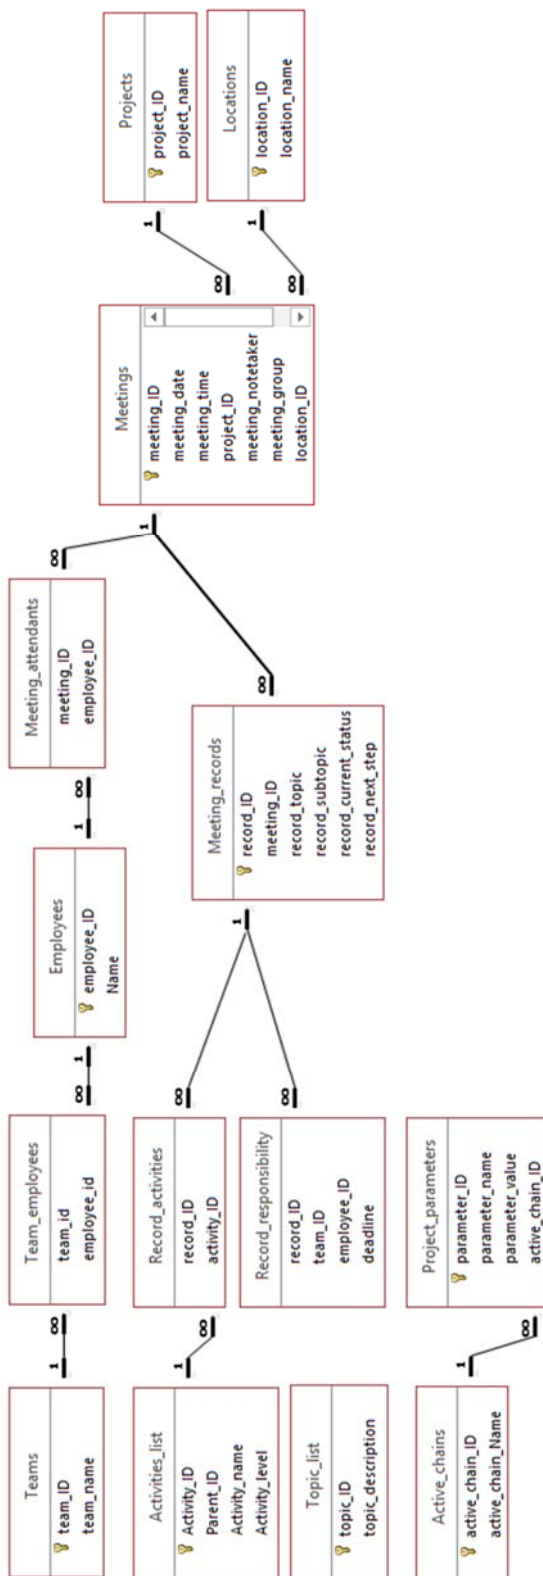 Teams
team_ID
team_name
1
∞
Team_employees
team_id
employee_id
∞
1
Employees
employee_ID
Name
1
∞
Meeting_attendants
meeting_ID
employee_ID
∞
1
Meetings
meeting_ID
meeting_date
meeting_time
project_ID
meeting_notetaker
meeting_group
location_ID
∞
1
Projects
project_ID
project_name
∞
1
Locations
location_ID
location_name
Activities_list
Activity_ID
Parent_ID
Activity_name
Activity_level
1
∞
Record_activities
record_ID
activity_ID
∞
1
Record_responsibility
record_ID
team_ID
employee_ID
deadline
∞
Meeting_records
record_ID
meeting_ID
record_topic
record_subtopic
record_current_status
record_next_step
∞
Topic_list
topic_ID
topic_description
Active_chains
active_chain_ID
active_chain_Name
1
∞
Project_parameters
parameter_ID
parameter_name
parameter_value
active_chain_ID